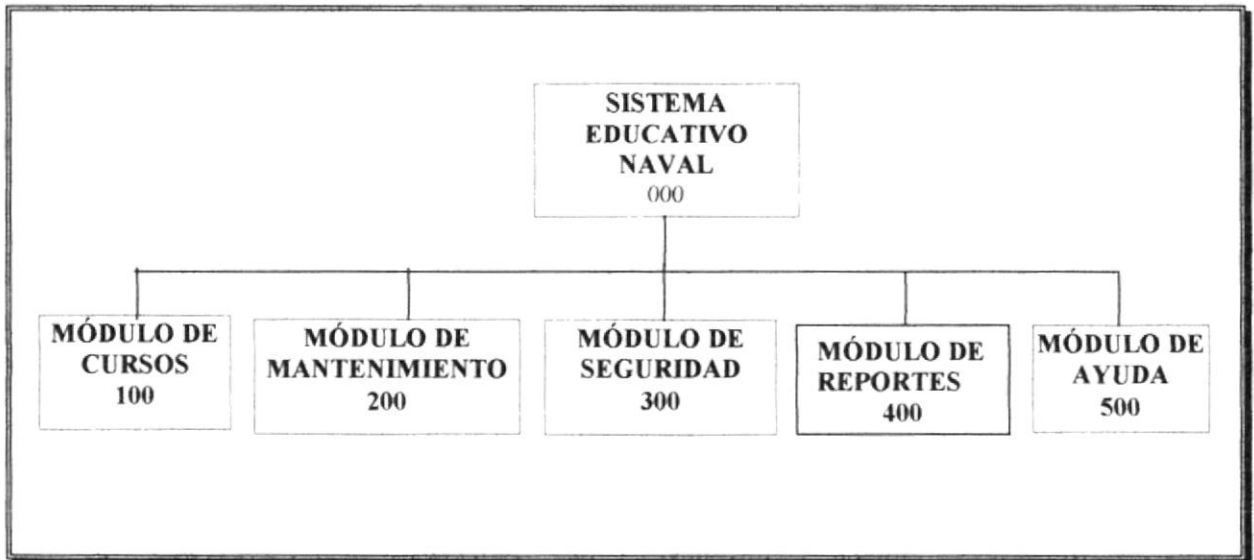 SISTEMA
EDUCATIVO
NAVAL
000
MÓDULO DE
CURSOS
100
MÓDULO DE
MANTENIMIENTO
200
MÓDULO DE
SEGURIDAD
300
MÓDULO DE
REPORTES
400
MÓDULO DE
AYUDA
500